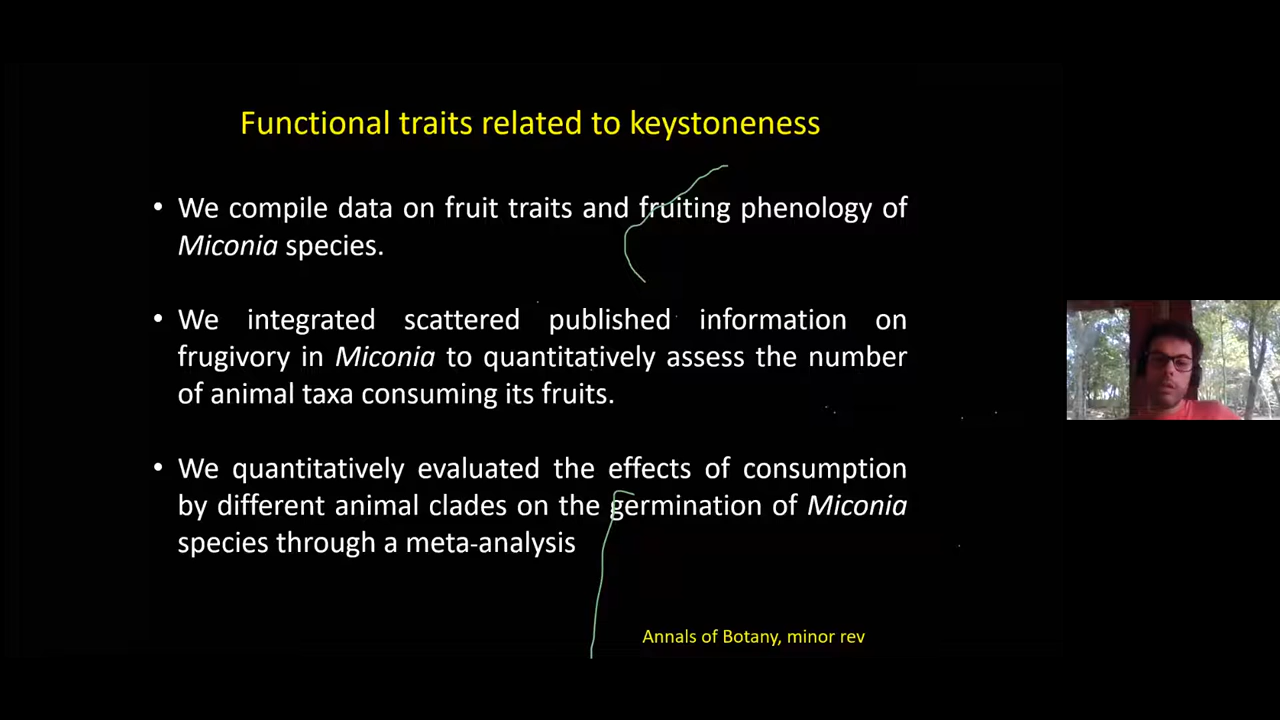 Functional traits related to keystoneness
• We compile data on fruit traits and fruiting phenology of
Miconia species.
• We integrated scattered published information on
frugivory in Miconia to quantitatively assess the number
of animal taxa consuming its fruits.
• We quantitatively evaluated the effects of consumption
by different animal clades on the germination of Miconia
species through a meta-analysis
Annals of Botany, minor rev